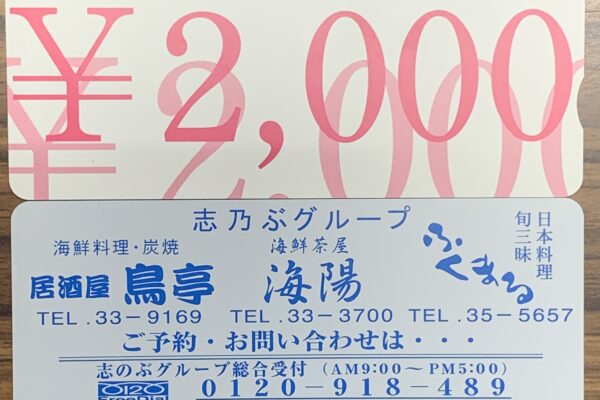 ¥2,000
¥2,000
志乃ぶグループ
海鮮料理・炭焼
居酒屋 鳥亭
TEL.33-9169
海鮮茶屋
海陽
TEL.33-3700
日本料理
旬三昧
ふくまる
TEL.35-5657
ご予約・お問い合わせは・・・
志のぶグループ総合受付（AM9:00～PM5:00）
0120
0120-918-489